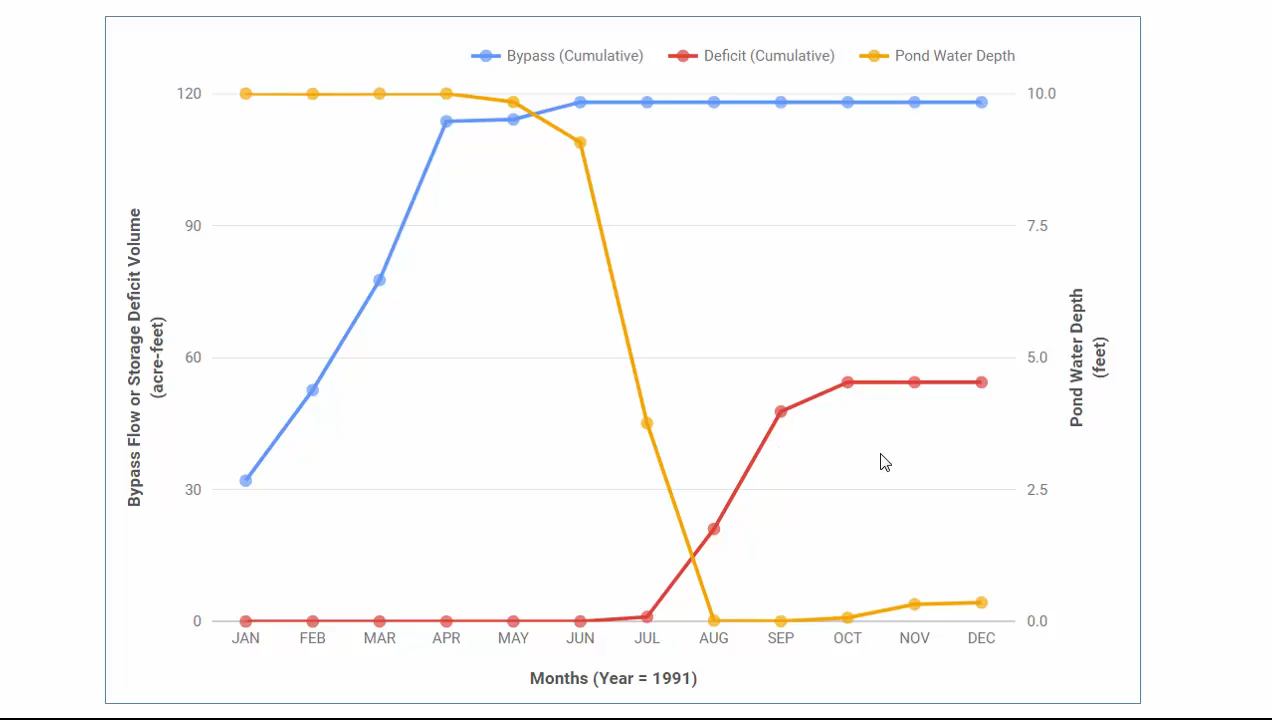 Bypass (Cumulative) Deficit (Cumulative) Pond Water Depth
Bypass Flow or Storage Deficit Volume
(acre-feet)
120
90
60
30
0
10.0
7.5
5.0
2.5
0.0
Pond Water Depth
(feet)
JAN FEB MAR APR MAY JUN JUL AUG SEP OCT NOV DEC
Months (Year = 1991)